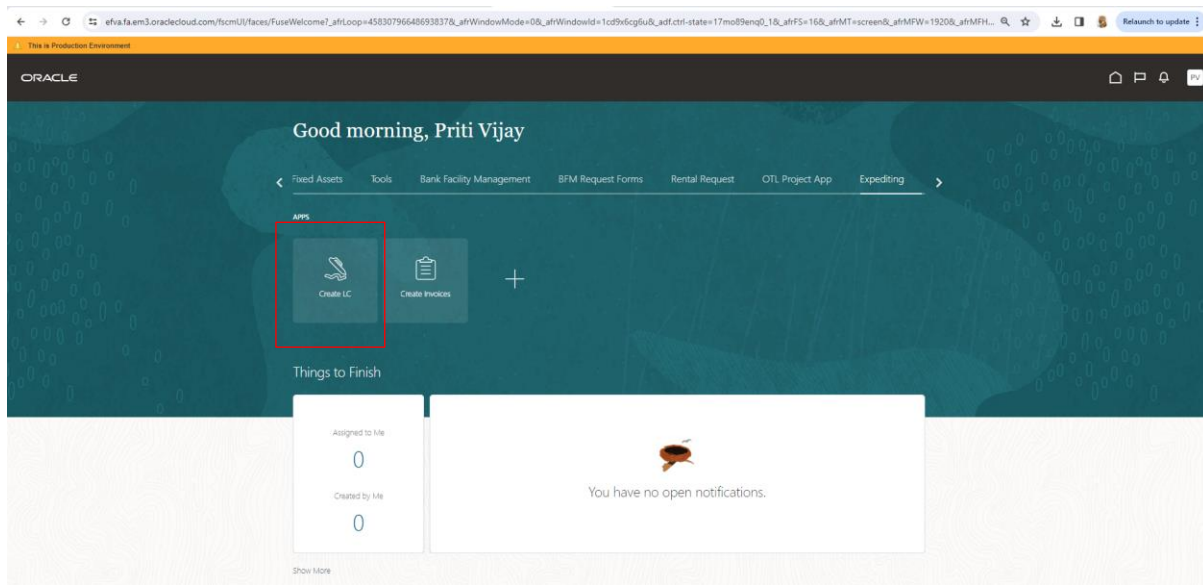 efva.fa.em3.oraclecloud.com/fscmUI/faces/FuseWelcome?_afrLoop=45830796648693837&_afrWindowMode=0&_afrWindowId=1cd9x6cg6u&_adf.ctrl-state=17mo89enq0_1&_afrFS=16&_afrMT=screen&_afrMFW=1920&_afrMFH...
Relaunch to update
This is Production Environment
ORACLE
PV
Good morning, Priti Vijay
Fixed Assets Tools Bank Facility Management BFM Request Forms Rental Request OTL Project App Expediting
APPS
Create LC Create Invoices
Things to Finish
Assigned to Me
0
You have no open notifications.
Created by Me
0
Show More